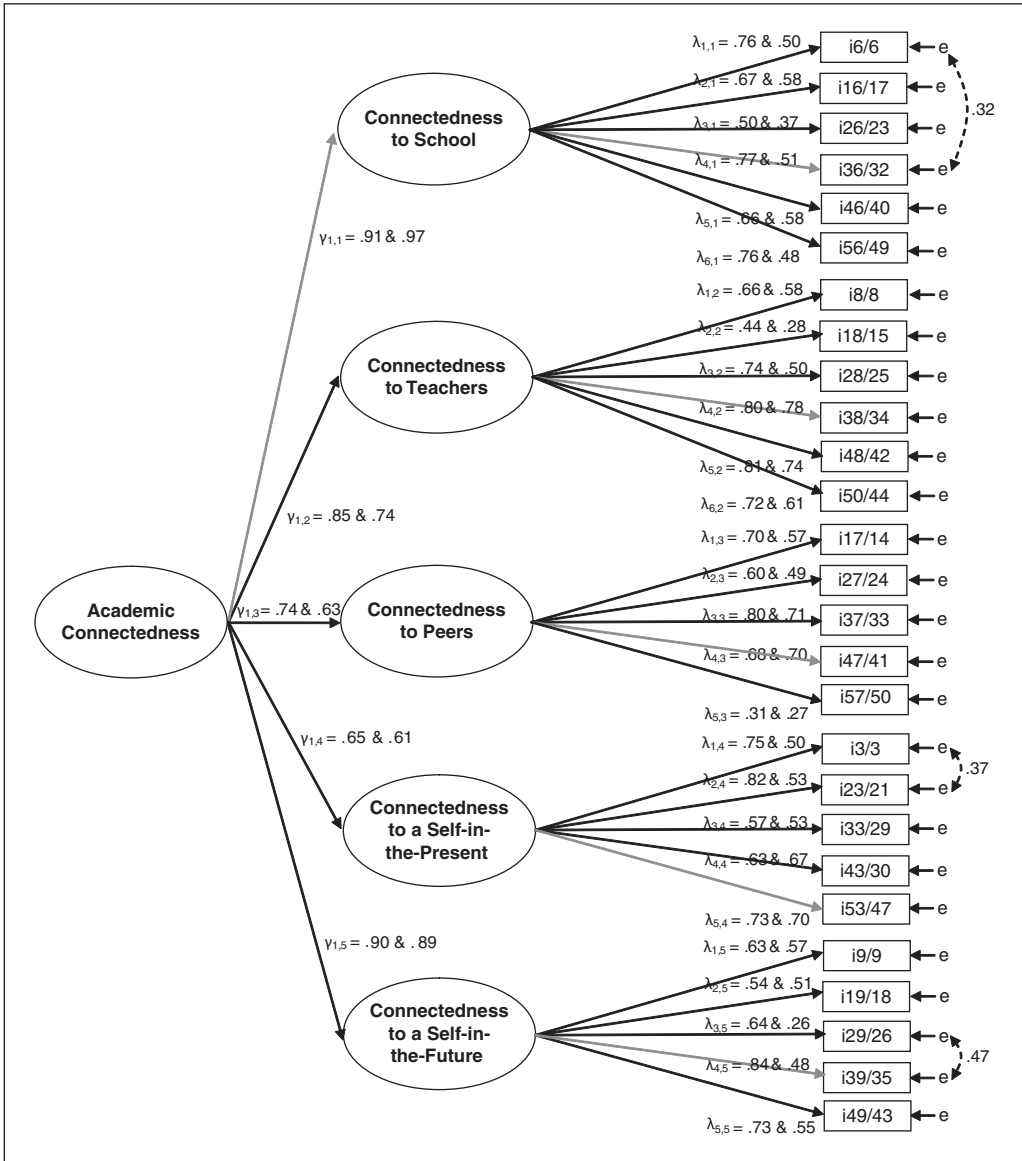 λ1,1 = .76 & .50
i6/6
e
λ2,1 = .67 & .58
i16/17
e
Connectedness
to School
λ3,1 = .50 & .37
i26/23
e
.32
λ4,1 = .77 & .51
i36/32
e
i46/40
e
λ5,1 = .66 & .58
γ1,1 = .91 & .97
λ6,1 = .76 & .48
i56/49
e
λ1,2 = .66 & .58
i8/8
e
λ2,2 = .44 & .28
i18/15
e
Connectedness
to Teachers
λ3,2 = .74 & .50
i28/25
e
λ4,2 = .80 & .78
i38/34
e
i48/42
e
λ5,2 = .81 & .74
γ1,2 = .85 & .74
λ6,2 = .72 & .61
i50/44
e
λ1,3 = .70 & .57
i17/14
e
λ2,3 = .60 & .49
i27/24
e
Academic
Connectedness
γ1,3 = .74 & .63
Connectedness
to Peers
λ3,3 = .80 & .71
i37/33
e
λ4,3 = .68 & .70
i47/41
e
i57/50
e
λ5,3 = .31 & .27
γ1,4 = .65 & .61
λ1,4 = .75 & .50
i3/3
e
.37
λ2,4 = .82 & .53
i23/21
e
Connectedness
to a Self-in-
the-Present
λ3,4 = .57 & .53
i33/29
e
λ4,4 = .63 & .67
i43/30
e
i53/47
e
λ5,4 = .73 & .70
γ1,5 = .90 & .89
λ1,5 = .63 & .57
i9/9
e
λ2,5 = .54 & .51
i19/18
e
Connectedness
to a Self-in-
the-Future
λ3,5 = .64 & .26
i29/26
e
.47
λ4,5 = .84 & .48
i39/35
e
i49/43
e
λ5,5 = .73 & .55